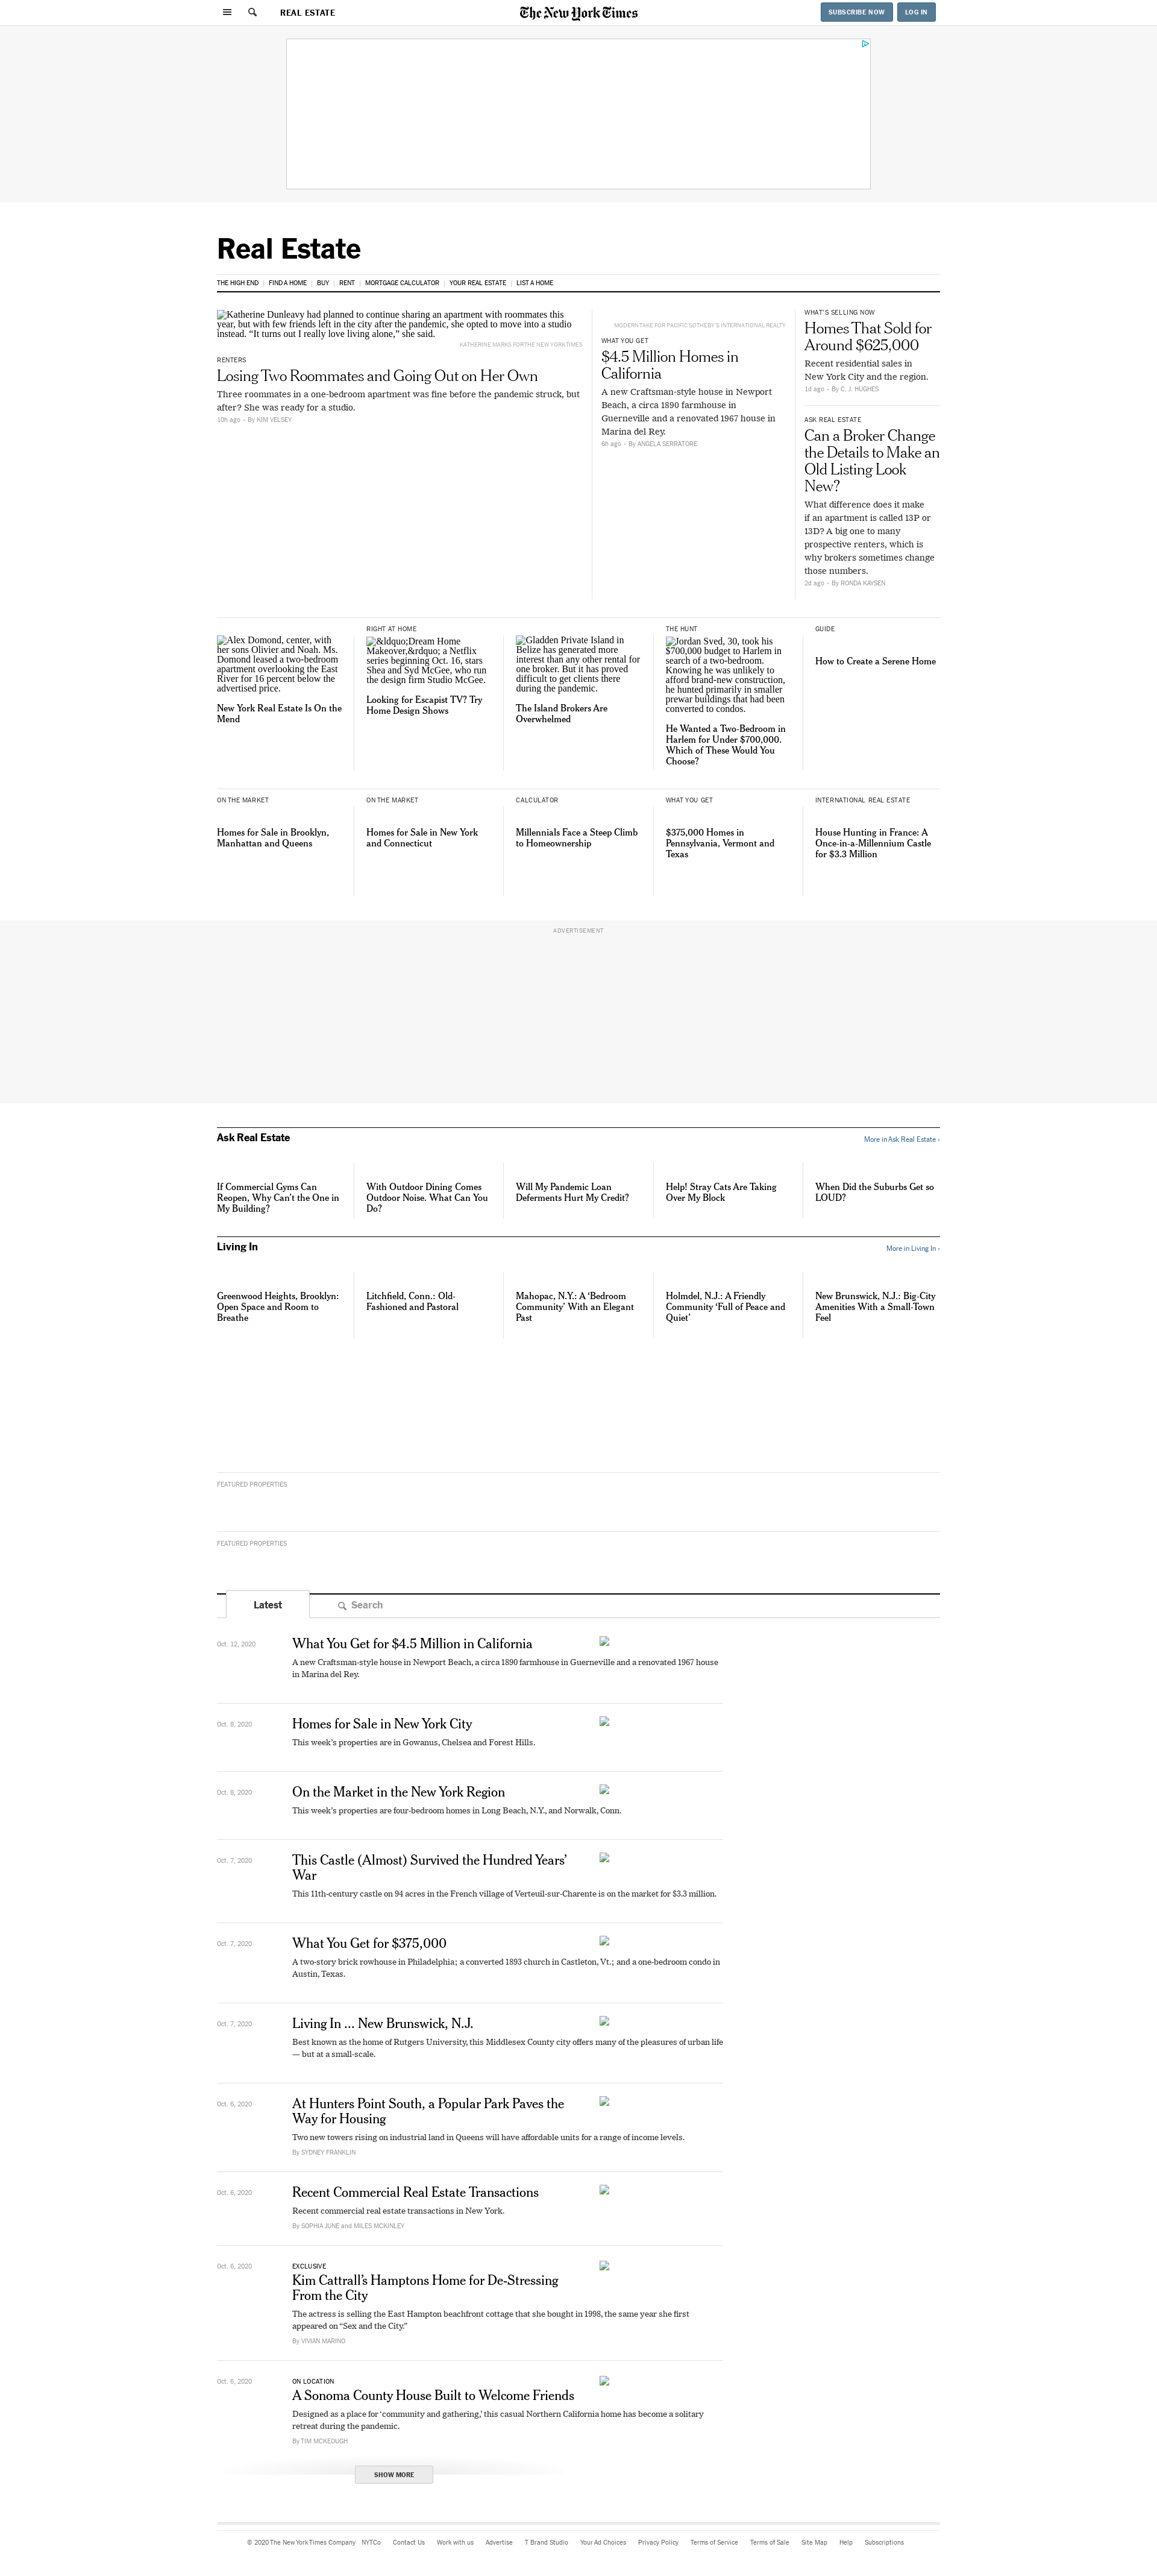 REAL ESTATE
The New York Times
SUBSCRIBE NOW
LOG IN
Real Estate
THE HIGH END
FIND A HOME
BUY
RENT
MORTGAGE CALCULATOR
YOUR REAL ESTATE
LIST A HOME
Katherine Dunleavy had planned to continue sharing an apartment with roommates this
year, but with few friends left in the city after the pandemic, she opted to move into a studio
instead. “It turns out I really love living alone,” she said.
KATHERINE MARKS FOR THE NEW YORK TIMES
RENTERS
Losing Two Roommates and Going Out on Her Own
Three roommates in a one-bedroom apartment was fine before the pandemic struck, but
after? She was ready for a studio.
10h ago - By KIM VELSEY
MODERN TAKE FOR PACIFIC SOTHEBY'S INTERNATIONAL REALTY
WHAT YOU GET
$4.5 Million Homes in
California
A new Craftsman-style house in Newport
Beach, a circa 1890 farmhouse in
Guerneville and a renovated 1967 house in
Marina del Rey.
6h ago - By ANGELA SERRATORE
WHAT'S SELLING NOW
Homes That Sold for
Around $625,000
Recent residential sales in
New York City and the region.
1d ago - By C. J. HUGHES
ASK REAL ESTATE
Can a Broker Change
the Details to Make an
Old Listing Look
New?
What difference does it make
if an apartment is called 13P or
13D? A big one to many
prospective renters, which is
why brokers sometimes change
those numbers.
2d ago - By RONDA KAYSEN
Alex Domond, center, with
her sons Olivier and Noah. Ms.
Domond leased a two-bedroom
apartment overlooking the East
River for 16 percent below the
advertised price.
New York Real Estate Is On the
Mend
RIGHT AT HOME
&ldquo;Dream Home
Makeover,&rdquo; a Netflix
series beginning Oct. 16, stars
Shea and Syd McGee, who run
the design firm Studio McGee.
Looking for Escapist TV? Try
Home Design Shows
Gladden Private Island in
Belize has generated more
interest than any other rental for
one broker. But it has proved
difficult to get clients there
during the pandemic.
The Island Brokers Are
Overwhelmed
THE HUNT
Jordan Sved, 30, took his
$700,000 budget to Harlem in
search of a two-bedroom.
Knowing he was unlikely to
afford brand-new construction,
he hunted primarily in smaller
prewar buildings that had been
converted to condos.
He Wanted a Two-Bedroom in
Harlem for Under $700,000.
Which of These Would You
Choose?
GUIDE
How to Create a Serene Home
ON THE MARKET
Homes for Sale in Brooklyn,
Manhattan and Queens
ON THE MARKET
Homes for Sale in New York
and Connecticut
CALCULATOR
Millennials Face a Steep Climb
to Homeownership
WHAT YOU GET
$375,000 Homes in
Pennsylvania, Vermont and
Texas
INTERNATIONAL REAL ESTATE
House Hunting in France: A
Once-in-a-Millennium Castle
for $3.3 Million
ADVERTISEMENT
Ask Real Estate
More in Ask Real Estate ›
If Commercial Gyms Can
Reopen, Why Can’t the One in
My Building?
With Outdoor Dining Comes
Outdoor Noise. What Can You
Do?
Will My Pandemic Loan
Deferments Hurt My Credit?
Help! Stray Cats Are Taking
Over My Block
When Did the Suburbs Get so
LOUD?
Living In
More in Living In ›
Greenwood Heights, Brooklyn:
Open Space and Room to
Breathe
Litchfield, Conn.: Old-
Fashioned and Pastoral
Mahopac, N.Y.: A ‘Bedroom
Community’ With an Elegant
Past
Holmdel, N.J.: A Friendly
Community ‘Full of Peace and
Quiet’
New Brunswick, N.J.: Big-City
Amenities With a Small-Town
Feel
FEATURED PROPERTIES
FEATURED PROPERTIES
Latest
Search
Oct. 12, 2020
What You Get for $4.5 Million in California
A new Craftsman-style house in Newport Beach, a circa 1890 farmhouse in Guerneville and a renovated 1967 house
in Marina del Rey.
Oct. 8, 2020
Homes for Sale in New York City
This week’s properties are in Gowanus, Chelsea and Forest Hills.
Oct. 8, 2020
On the Market in the New York Region
This week’s properties are four-bedroom homes in Long Beach, N.Y., and Norwalk, Conn.
Oct. 7, 2020
This Castle (Almost) Survived the Hundred Years’
War
This 11th-century castle on 94 acres in the French village of Verteuil-sur-Charente is on the market for $3.3 million.
Oct. 7, 2020
What You Get for $375,000
A two-story brick rowhouse in Philadelphia; a converted 1893 church in Castleton, Vt.; and a one-bedroom condo in
Austin, Texas.
Oct. 7, 2020
Living In ... New Brunswick, N.J.
Best known as the home of Rutgers University, this Middlesex County city offers many of the pleasures of urban life
— but at a small-scale.
Oct. 6, 2020
At Hunters Point South, a Popular Park Paves the
Way for Housing
Two new towers rising on industrial land in Queens will have affordable units for a range of income levels.
By SYDNEY FRANKLIN
Oct. 6, 2020
Recent Commercial Real Estate Transactions
Recent commercial real estate transactions in New York.
By SOPHIA JUNE and MILES MCKINLEY
Oct. 6, 2020
EXCLUSIVE
Kim Cattrall’s Hamptons Home for De-Stressing
From the City
The actress is selling the East Hampton beachfront cottage that she bought in 1998, the same year she first
appeared on “Sex and the City.”
By VIVIAN MARINO
Oct. 6, 2020
ON LOCATION
A Sonoma County House Built to Welcome Friends
Designed as a place for ‘community and gathering,’ this casual Northern California home has become a solitary
retreat during the pandemic.
By TIM MCKEOUGH
SHOW MORE
© 2020 The New York Times Company NYTCo Contact Us Work with us Advertise T Brand Studio Your Ad Choices Privacy Policy Terms of Service Terms of Sale Site Map Help Subscriptions